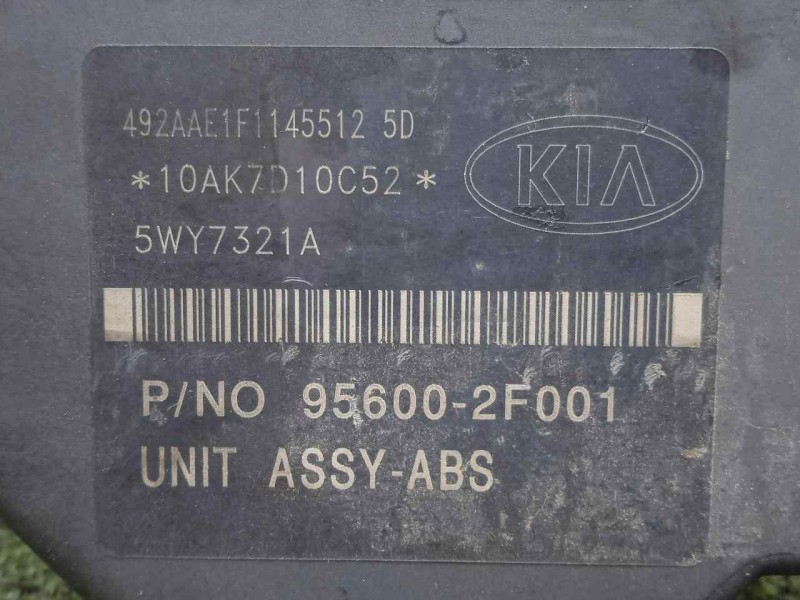 492AAE1F1145512 5D
*10AK7D10C52*
KIA
5WY7321A
P/NO 95600-2F001
UNIT ASSY-ABS